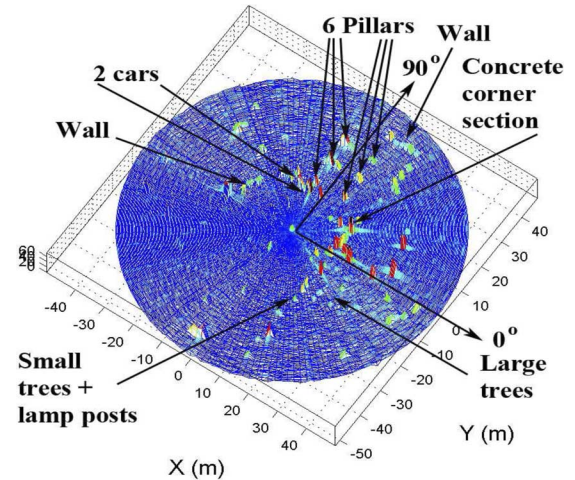 6 Pillars
Wall
90°
2 cars
Concrete
corner
section
Wall
60
40
20
0
40
30
20
10
0
-10
-20
-30
-40
-50
-40
-30
-20
-10
0
10
20
30
40
0°
Large
trees
Small
trees +
lamp posts
Y (m)
X (m)